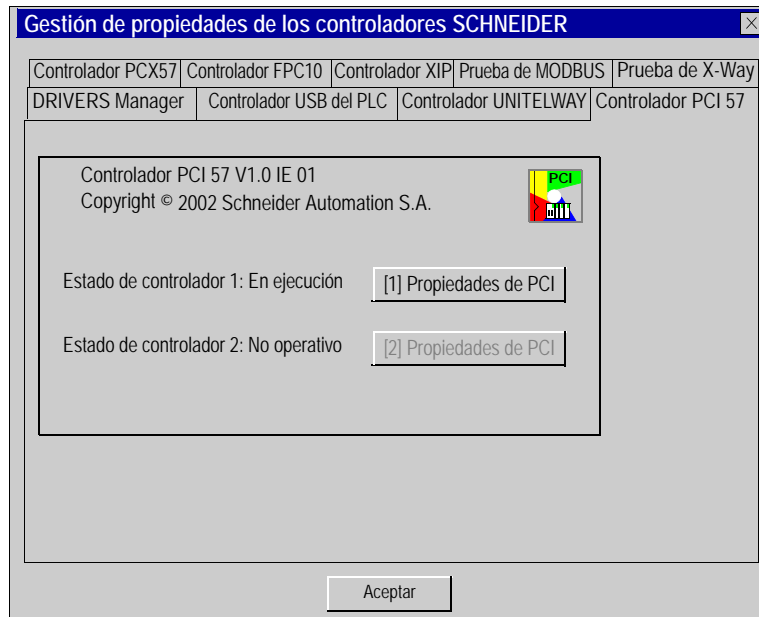 Gestión de propiedades de los controladores SCHNEIDER
Controlador PCX57 Controlador FPC10 Controlador XIP Prueba de MODBUS Prueba de X-Way
DRIVERS Manager Controlador USB del PLC Controlador UNITELWAY Controlador PCI 57
Controlador PCI 57 V1.0 IE 01
Copyright © 2002 Schneider Automation S.A.
PCI
Estado de controlador 1: En ejecución [1] Propiedades de PCI
Estado de controlador 2: No operativo [2] Propiedades de PCI
Aceptar